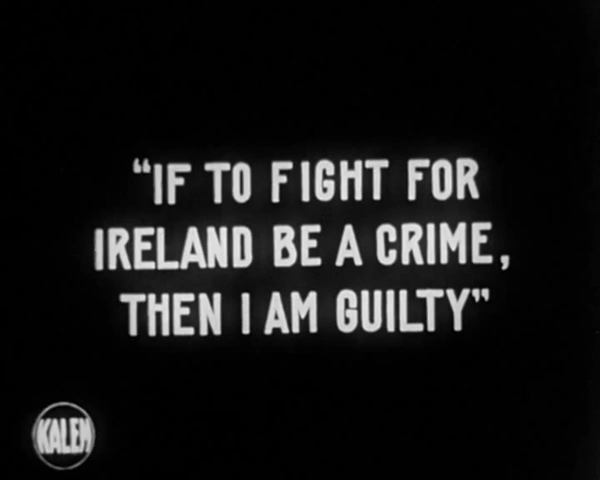 “IF TO FIGHT FOR
IRELAND BE A CRIME,
THEN I AM GUILTY”
KALEM